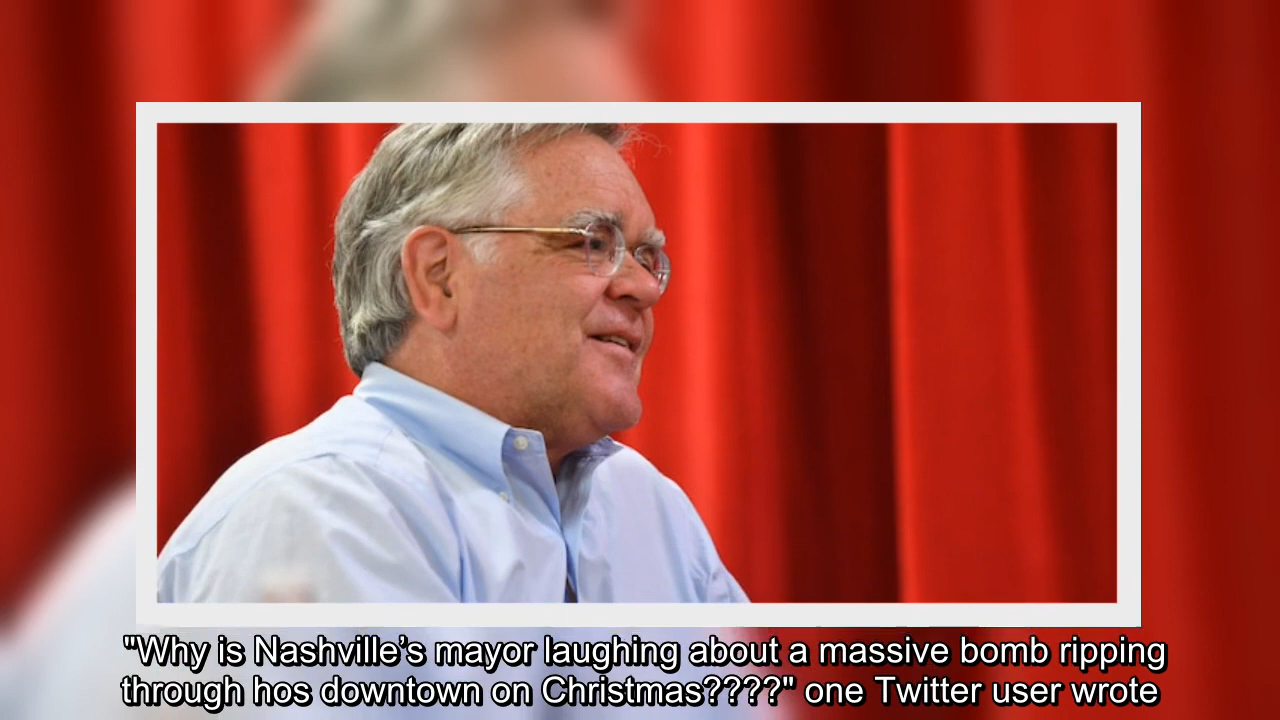 "Why is Nashville’s mayor laughing about a massive bomb ripping
through hos downtown on Christmas????" one Twitter user wrote